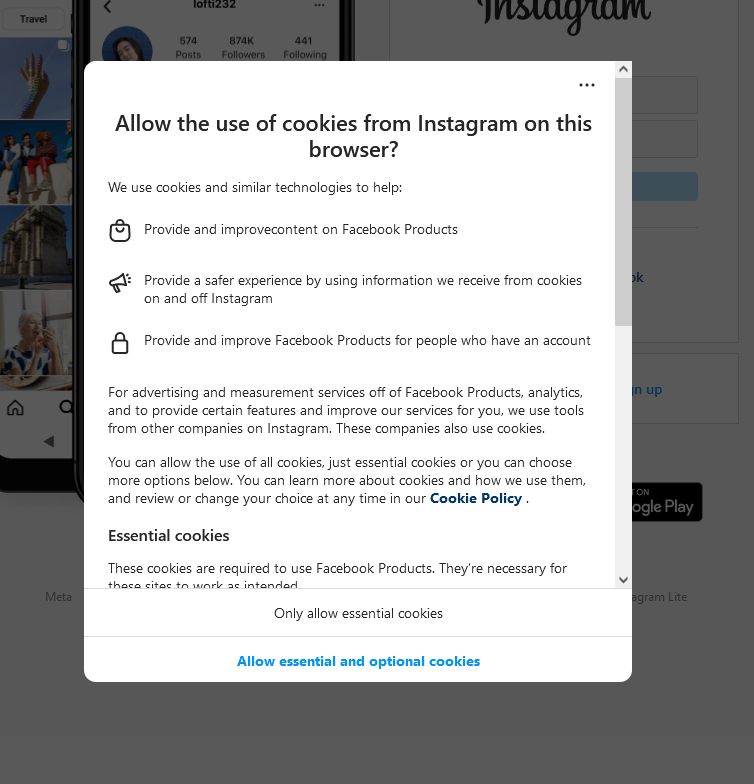 Travel
lofti232
...
Instagram
574
874K
441
Posts
Followers
Following
...
Allow the use of cookies from Instagram on this
browser?
We use cookies and similar technologies to help:
Provide and improvecontent on Facebook Products
Provide a safer experience by using information we receive from cookies
on and off Instagram
Provide and improve Facebook Products for people who have an account
For advertising and measurement services off of Facebook Products, analytics,
and to provide certain features and improve our services for you, we use tools
from other companies on Instagram. These companies also use cookies.
You can allow the use of all cookies, just essential cookies or you can choose
more options below. You can learn more about cookies and how we use them,
and review or change your choice at any time in our Cookie Policy .
Essential cookies
These cookies are required to use Facebook Products. They're necessary for
these sites to work as intended.
Only allow essential cookies
Allow essential and optional cookies
ok
n up
ON
ogle Play
Meta
agram Lite